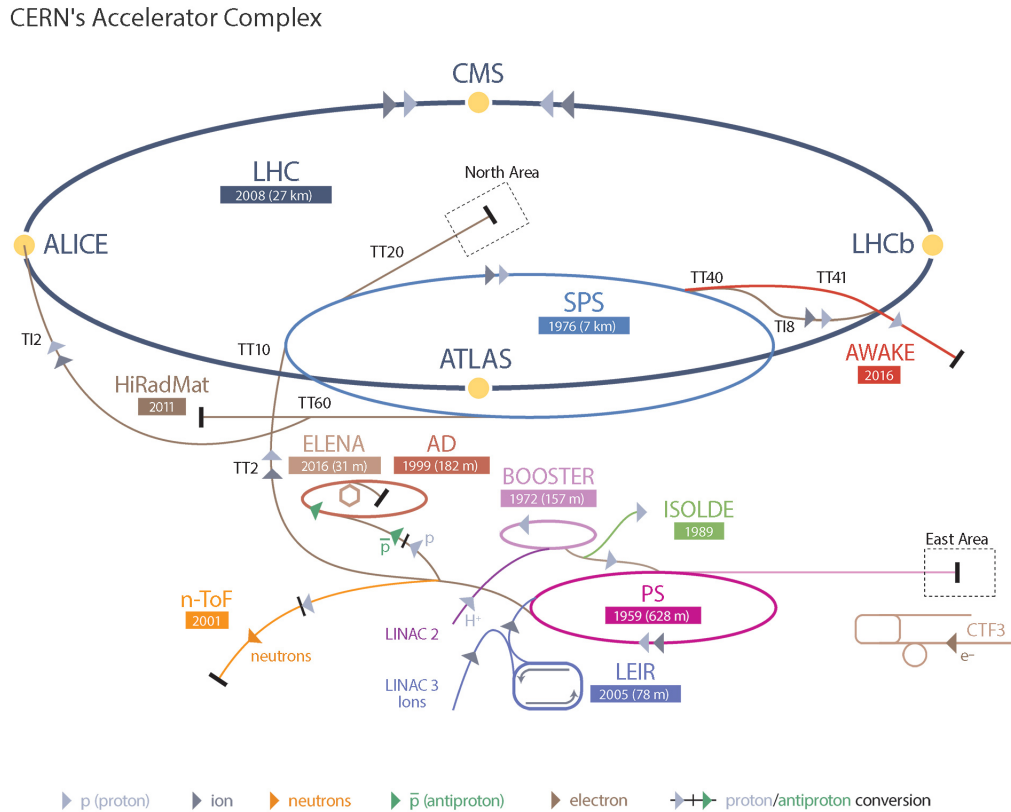 CERN's Accelerator Complex
CMS
North Area
LHC
2008 (27 km)
ALICE
LHCb
TT20
TT40
TT41
SPS
1976 (7 km)
TI8
TI2
TT10
ATLAS
AWAKE
2016
HiRadMat
2011
TT60
ELENA
2016 (31 m)
AD
1999 (182 m)
TT2
BOOSTER
1972 (157 m)
ISOLDE
1989
p̅
p
East Area
n-ToF
2001
PS
1959 (628 m)
H⁺
LINAC 2
neutrons
CTF3
e-
LINAC 3
Ions
LEIR
2005 (78 m)
p (proton)
ion
neutrons
p̅ (antiproton)
electron
proton/antiproton conversion